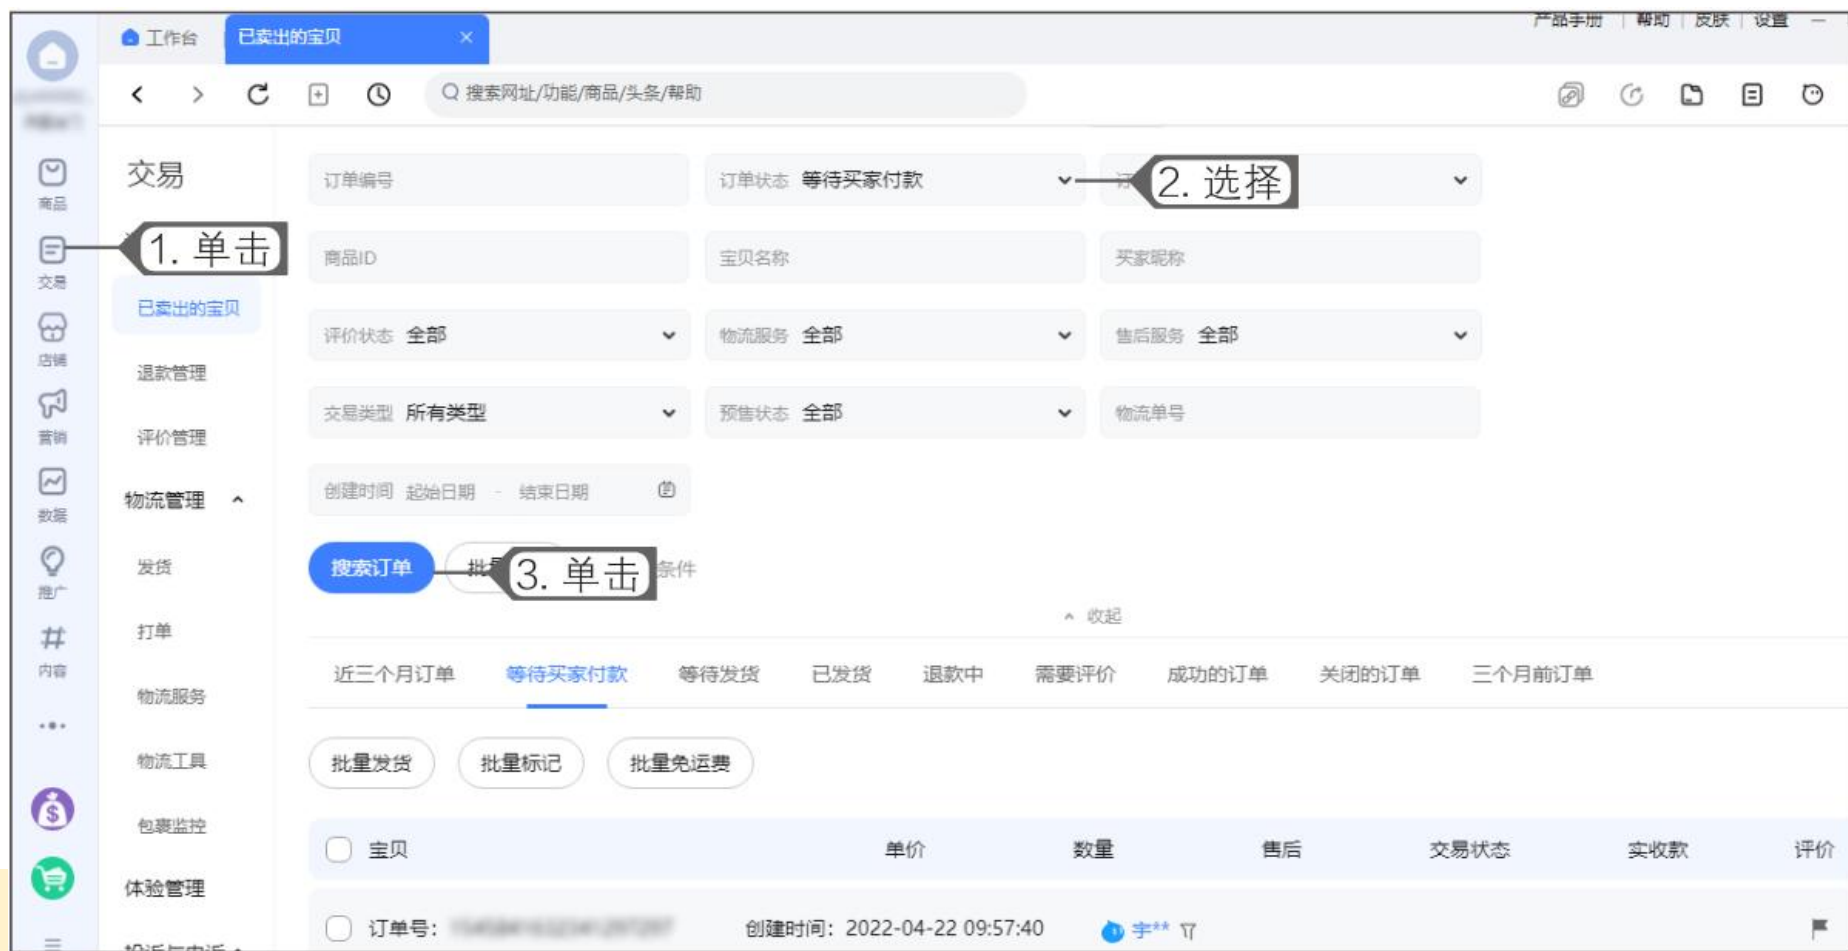 产品手册 帮助 皮肤 设置
工作台 已卖出的宝贝
搜索网址/功能/商品/头条/帮助
商品
交易
店铺
营销
数据
推广
内容
交易
已卖出的宝贝
退款管理
评价管理
物流管理
发货
打单
物流服务
物流工具
包裹监控
体验管理
1. 单击
订单编号 订单状态 等待买家付款
2. 选择
商品ID 宝贝名称 买家昵称
评价状态 全部 物流服务 全部 售后服务 全部
交易类型 所有类型 预售状态 全部 物流单号
创建时间 起始日期 - 结束日期
搜索订单 批 3. 单击 条件
收起
近三个月订单 等待买家付款 等待发货 已发货 退款中 需要评价 成功的订单 关闭的订单 三个月前订单
批量发货 批量标记 批量免运费
宝贝 单价 数量 售后 交易状态 实收款 评价
订单号: 创建时间: 2022-04-22 09:57:40 宇**